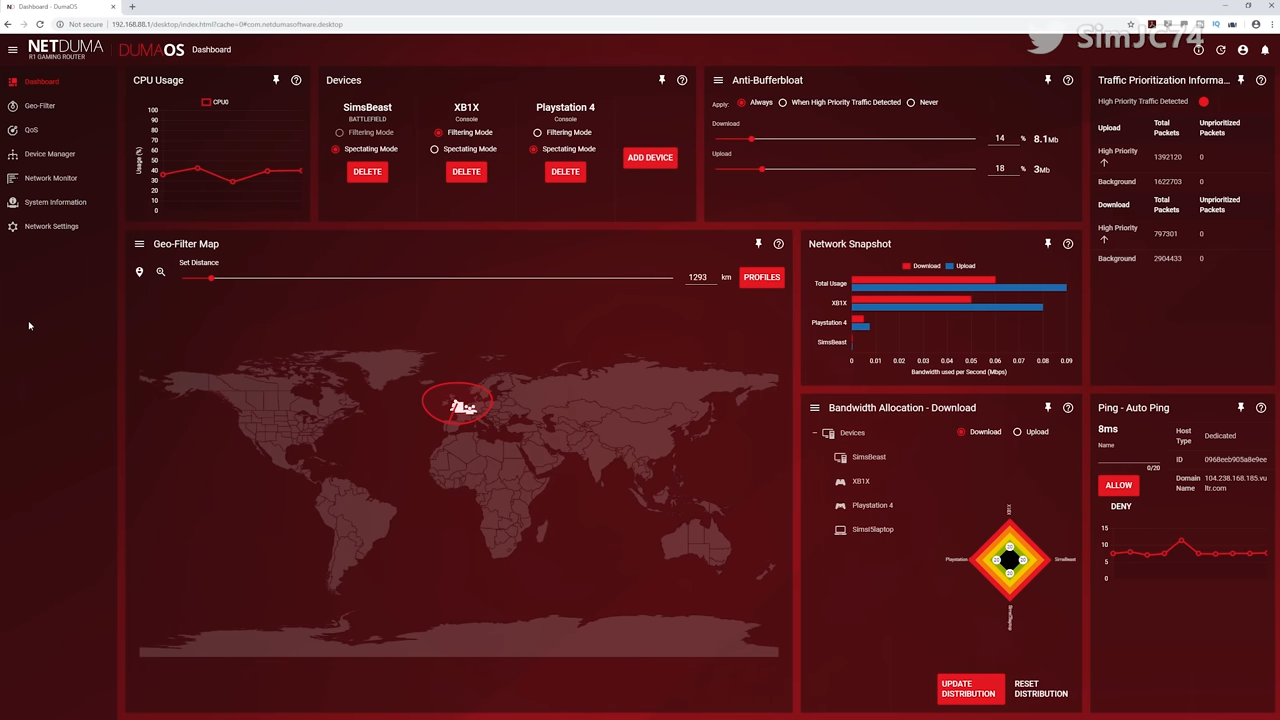 Dashboard - DumaOS
Not secure
192.168.88.1/desktop/index.html?cache=0#com.netdumasoftware.desktop
NETDUMA
R1 GAMING ROUTER
DUMAOS
Dashboard
SimJC74
Dashboard
Geo-Filter
QoS
Device Manager
Network Monitor
System Information
Network Settings
CPU Usage
CPU0
Usage (%)
100
90
80
70
60
50
40
30
20
10
0
Devices
SimsBeast
BATTLEFIELD
Filtering Mode
Spectating Mode
DELETE
XB1X
Console
Filtering Mode
Spectating Mode
DELETE
Playstation 4
Console
Filtering Mode
Spectating Mode
DELETE
ADD DEVICE
Anti-Bufferbloat
Apply: Always When High Priority Traffic Detected Never
Download
14 % 8.1Mb
Upload
18 % 3Mb
Traffic Prioritization Informa...
High Priority Traffic Detected
Upload Total Packets Unprioritized Packets
High Priority 1392120 0
Background 1622703 0
Download Total Packets Unprioritized Packets
High Priority 797301 0
Background 2904433 0
Geo-Filter Map
Set Distance
1293 km
PROFILES
Network Snapshot
Download Upload
Total Usage
XB1X
Playstation 4
SimsBeast
0 0.01 0.02 0.03 0.04 0.05 0.06 0.07 0.08 0.09
Bandwidth used per Second (Mbps)
Bandwidth Allocation - Download
Devices
Download Upload
SimsBeast
XB1X
Playstation 4
Simsi5laptop
XB1X
Playstation
SimsBeast
UPDATE
DISTRIBUTION
RESET
DISTRIBUTION
Ping - Auto Ping
8ms
Name
0/20
ALLOW
DENY
Host Type Dedicated
ID 0968eeb905a8e9ee
Domain Name 104.238.168.185.vultr.com
15
10
5
0